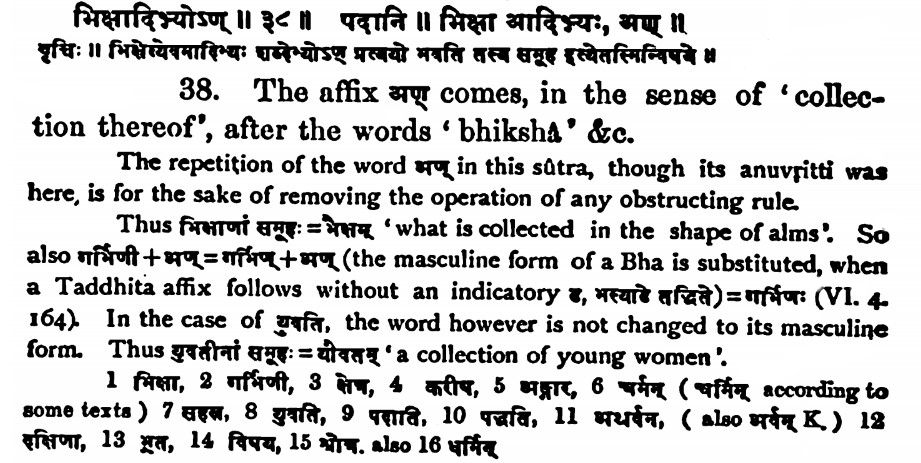 भिक्षादिभ्योऽण् ॥ ३८ ॥ पदानि ॥ भिक्षा आदिभ्यः, अण् ॥
वृत्तिः ॥ भिक्षेत्येवमादिभ्यः शब्देभ्योऽण् प्रत्ययो भवति तस्य समूह इत्येतस्मिन्विषये ॥
38. The affix अण् comes, in the sense of ‘collec-
tion thereof’, after the words ‘bhikshâ’ &c.
The repetition of the word अण् in this sûtra, though its anuvṛitti was
here, is for the sake of removing the operation of any obstructing rule.
Thus भिक्षाणां समूहः = भैक्षम् ‘what is collected in the shape of alms’. So
also गर्भिणी + अण् = गर्भिण् + अण् (the masculine form of a Bha is substituted, when
a Taddhita affix follows without an indicatory ढ, भस्याढे तद्धिते) = गार्भिणः (VI. 4.
164). In the case of युवति, the word however is not changed to its masculine
form. Thus युवतीनां समूहः = यौवतम् ‘a collection of young women’.
1 भिक्षा, 2 गर्भिणी, 3 क्षेत्र, 4 करीष, 5 अङ्गार, 6 चर्मन् ( चर्मिन् according to
some texts ) 7 सहस्र, 8 युवति, 9 पदाति, 10 पद्धति, 11 अथर्वन, ( also अर्वन् K. ) 12
दक्षिणा, 13 भूत, 14 विषय, 15 श्रोत्र. also 16 धर्मिन्